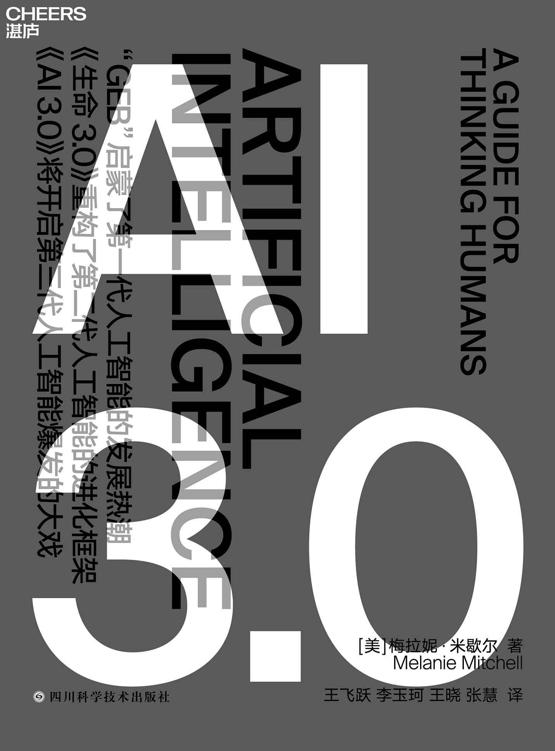 CHEERS
湛庐
A GUIDE FOR
THINKING HUMANS
ARTIFICIAL
INTELLIGENCE
“GEB”启蒙了第一代人工智能的发展热潮
《生命 3.0》重构了第二代人工智能的进化框架
《AI 3.0》将开启第三代人工智能爆发的大戏
AI
3.0
[美]梅拉妮·米歇尔 著
Melanie Mitchell
王飞跃 李玉珂 王晓 张慧 译
四川科学技术出版社